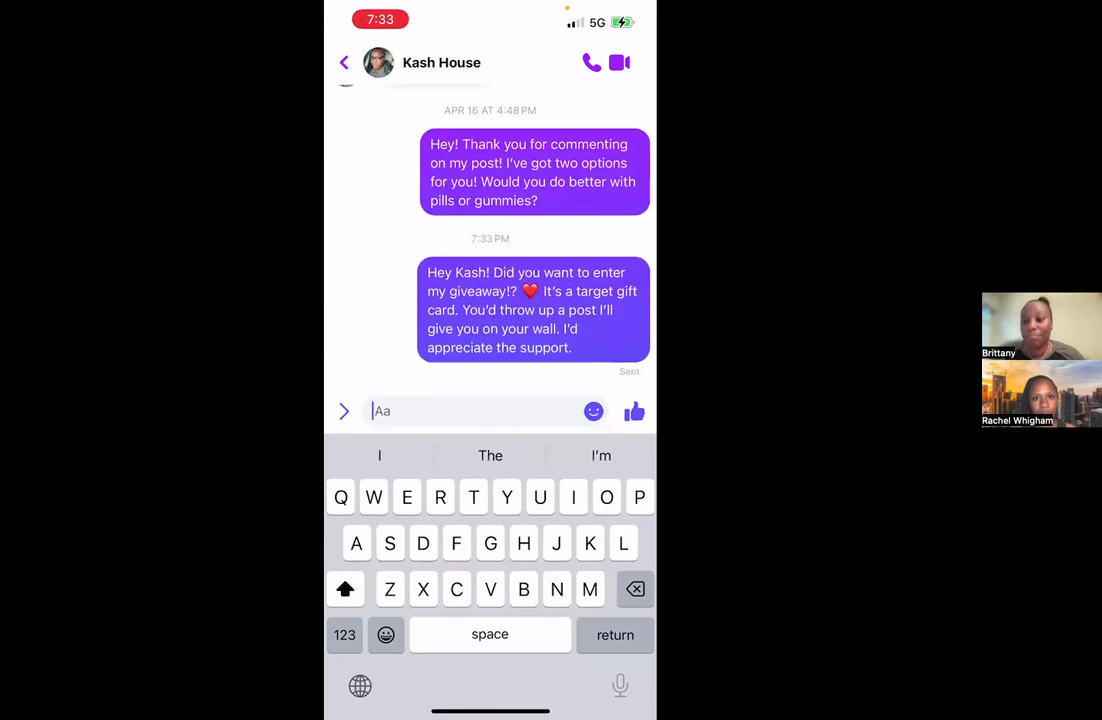 7:33
5G
Kash House
APR 16 AT 4:48 PM
Hey! Thank you for commenting
on my post! I've got two options
for you! Would you do better with
pills or gummies?
7:33 PM
Hey Kash! Did you want to enter
my giveaway!? ❤️ It's a target gift
card. You'd throw up a post I'll
give you on your wall. I'd
appreciate the support.
Sent
Aa
I The I'm
Q W E R T Y U I O P
A S D F G H J K L
Z X C V B N M
123 space return
Brittany
Rachel Whigham